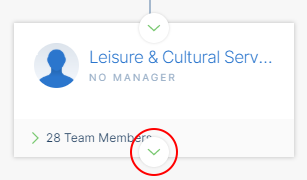 Leisure & Cultural Serv...
NO MANAGER
28 Team Members